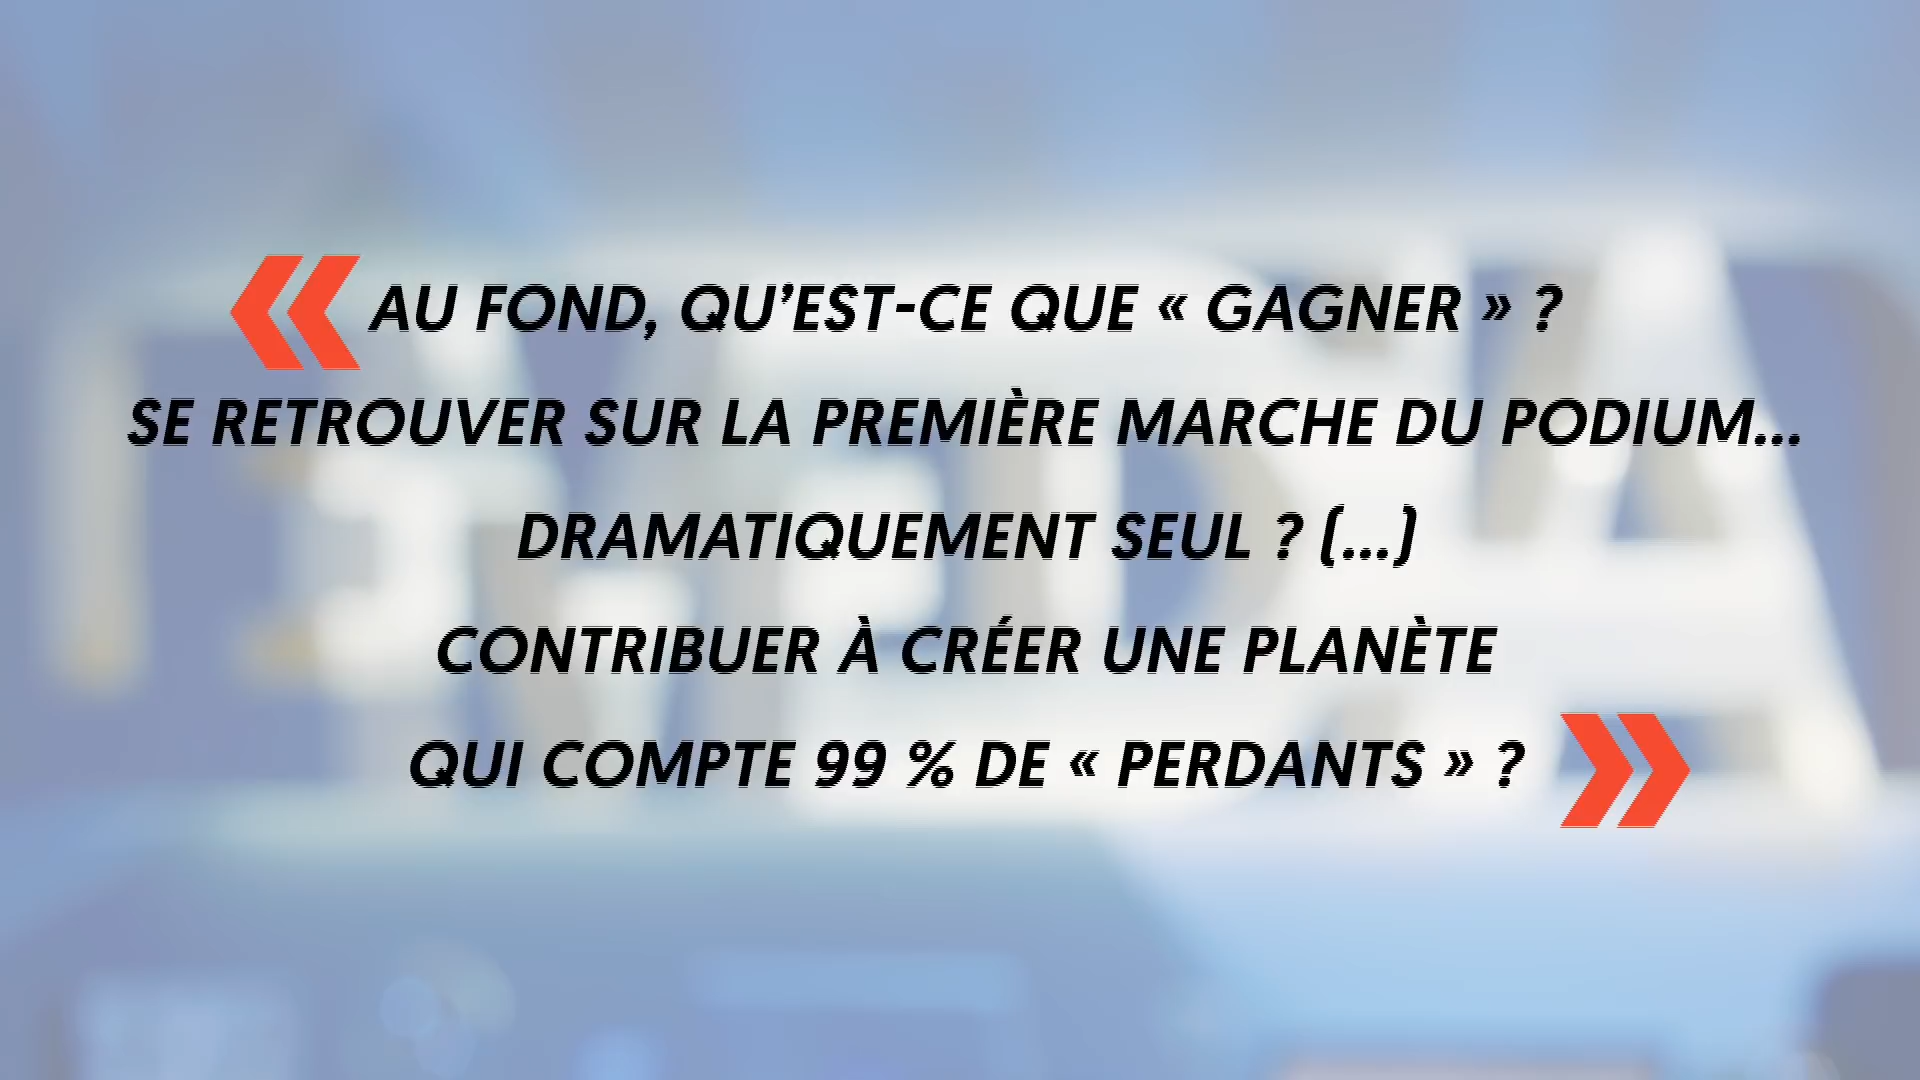 « AU FOND, QU’EST-CE QUE « GAGNER » ?
SE RETROUVER SUR LA PREMIÈRE MARCHE DU PODIUM...
DRAMATIQUEMENT SEUL ? (...)
CONTRIBUER À CRÉER UNE PLANÈTE
QUI COMPTE 99 % DE « PERDANTS » ? »